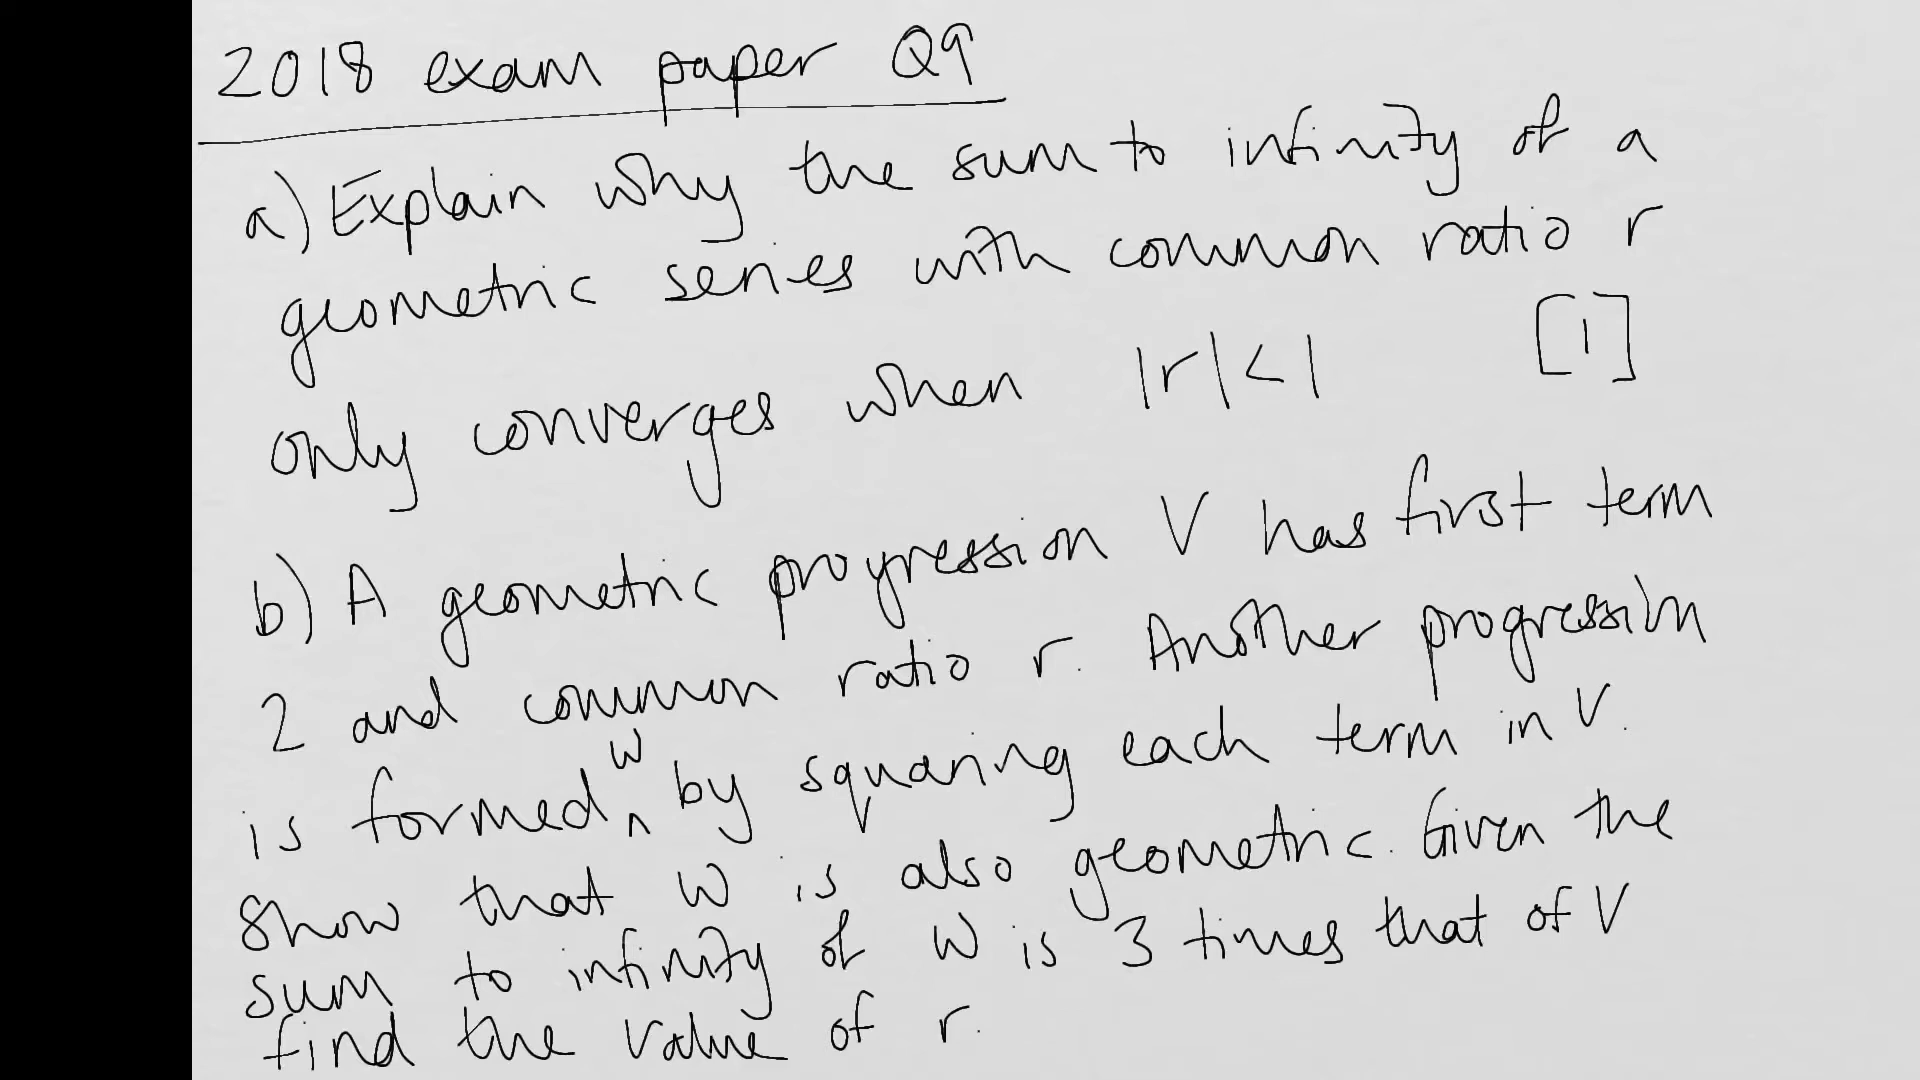 2018 exam paper Q9
a) Explain why the sum to infinity of a
geometric series with common ratio r
only converges when |r|<1 [1]
b) A geometric progression V has first term
2 and common ratio r. Another progression
is formed ^ W by squaring each term in V.
Show that W is also geometric. Given the
sum to infinity of W is 3 times that of V
find the value of r.